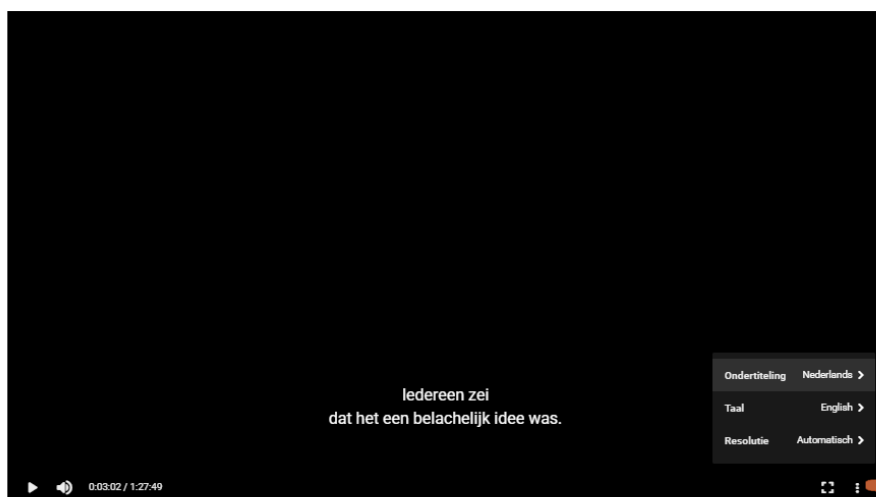 Iedereen zei
dat het een belachelijk idee was.
Ondertiteling Nederlands
Taal English
Resolutie Automatisch
0:03:02 / 1:27:49